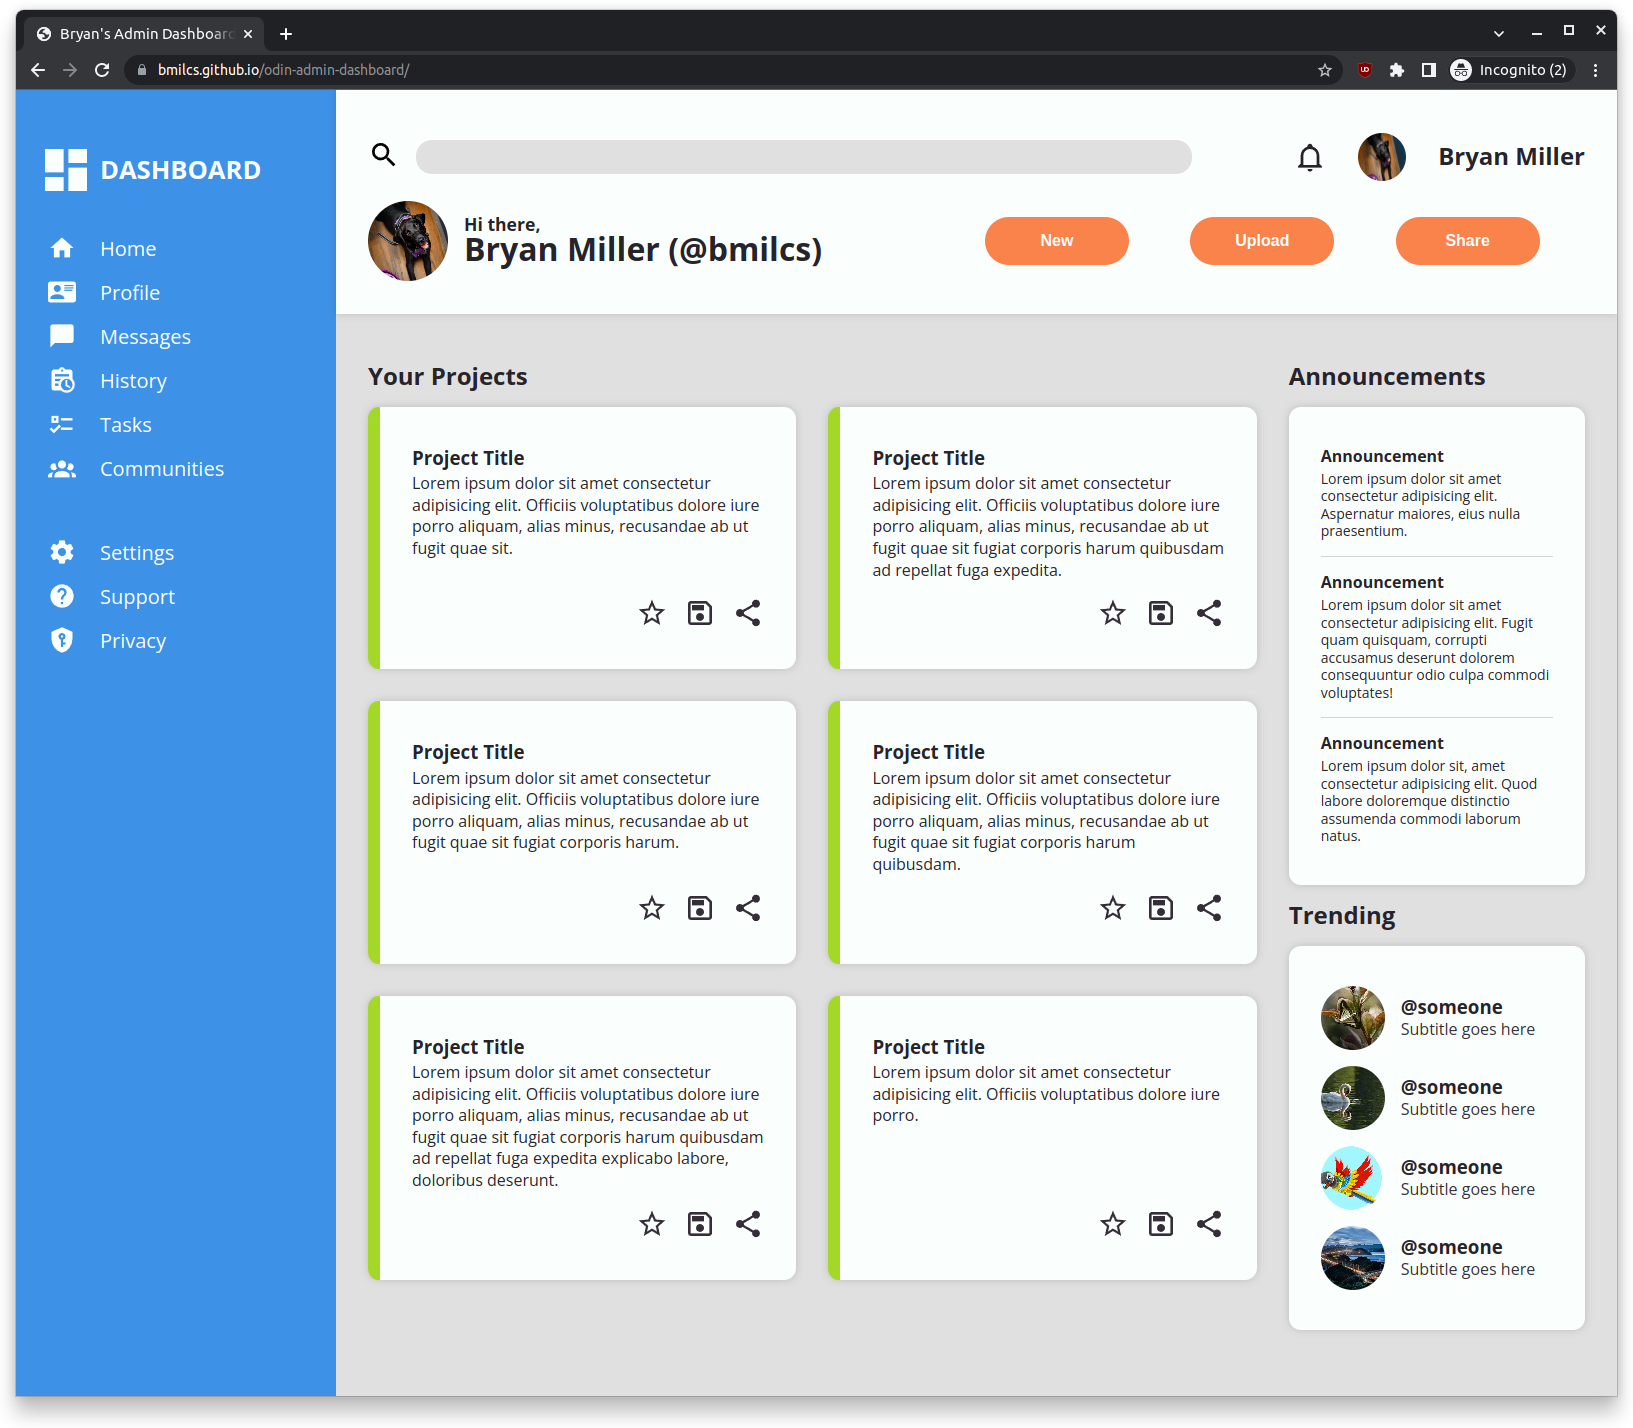 Bryan's Admin Dashboard
bmilcs.github.io/odin-admin-dashboard/
Incognito (2)
DASHBOARD
Home
Profile
Messages
History
Tasks
Communities
Settings
Support
Privacy
Bryan Miller
Hi there,
Bryan Miller (@bmilcs)
New
Upload
Share
Your Projects
Project Title
Lorem ipsum dolor sit amet consectetur
adipisicing elit. Officiis voluptatibus dolore iure
porro aliquam, alias minus, recusandae ab ut
fugit quae sit.
Project Title
Lorem ipsum dolor sit amet consectetur
adipisicing elit. Officiis voluptatibus dolore iure
porro aliquam, alias minus, recusandae ab ut
fugit quae sit fugiat corporis harum quibusdam
ad repellat fuga expedita.
Project Title
Lorem ipsum dolor sit amet consectetur
adipisicing elit. Officiis voluptatibus dolore iure
porro aliquam, alias minus, recusandae ab ut
fugit quae sit fugiat corporis harum.
Project Title
Lorem ipsum dolor sit amet consectetur
adipisicing elit. Officiis voluptatibus dolore iure
porro aliquam, alias minus, recusandae ab ut
fugit quae sit fugiat corporis harum
quibusdam.
Project Title
Lorem ipsum dolor sit amet consectetur
adipisicing elit. Officiis voluptatibus dolore iure
porro aliquam, alias minus, recusandae ab ut
fugit quae sit fugiat corporis harum quibusdam
ad repellat fuga expedita explicabo labore,
doloribus deserunt.
Project Title
Lorem ipsum dolor sit amet consectetur
adipisicing elit. Officiis voluptatibus dolore iure
porro.
Announcements
Announcement
Lorem ipsum dolor sit amet
consectetur adipisicing elit.
Aspernatur maiores, eius nulla
praesentium.
Announcement
Lorem ipsum dolor sit amet
consectetur adipisicing elit. Fugit
quam quisquam, corrupti
accusamus deserunt dolorem
consequuntur odio culpa commodi
voluptates!
Announcement
Lorem ipsum dolor sit, amet
consectetur adipisicing elit. Quod
labore doloremque distinctio
assumenda commodi laborum
natus.
Trending
@someone
Subtitle goes here
@someone
Subtitle goes here
@someone
Subtitle goes here
@someone
Subtitle goes here